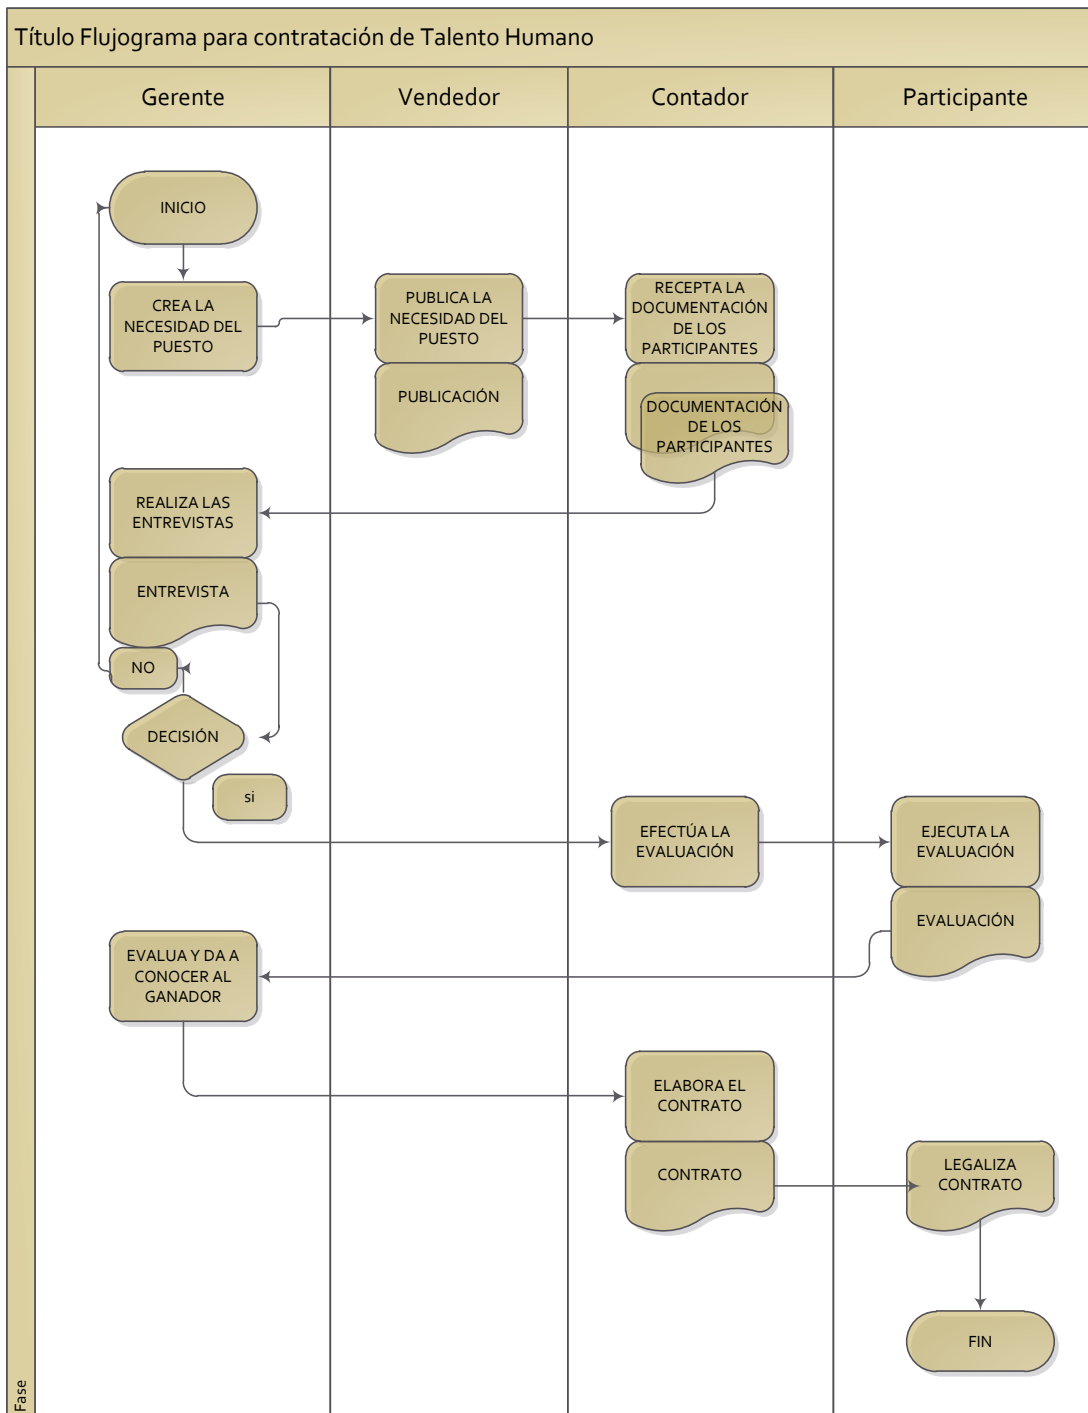 Título Flujograma para contratación de Talento Humano
Gerente
Vendedor
Contador
Participante
INICIO
CREA LA
NECESIDAD DEL
PUESTO
PUBLICA LA
NECESIDAD DEL
PUESTO
PUBLICACIÓN
RECEPTA LA
DOCUMENTACIÓN
DE LOS
PARTICIPANTES
DOCUMENTACIÓN
DE LOS
PARTICIPANTES
REALIZA LAS
ENTREVISTAS
ENTREVISTA
NO
DECISIÓN
si
EFECTÚA LA
EVALUACIÓN
EJECUTA LA
EVALUACIÓN
EVALUACIÓN
EVALUA Y DA A
CONOCER AL
GANADOR
ELABORA EL
CONTRATO
CONTRATO
LEGALIZA
CONTRATO
FIN
Fase